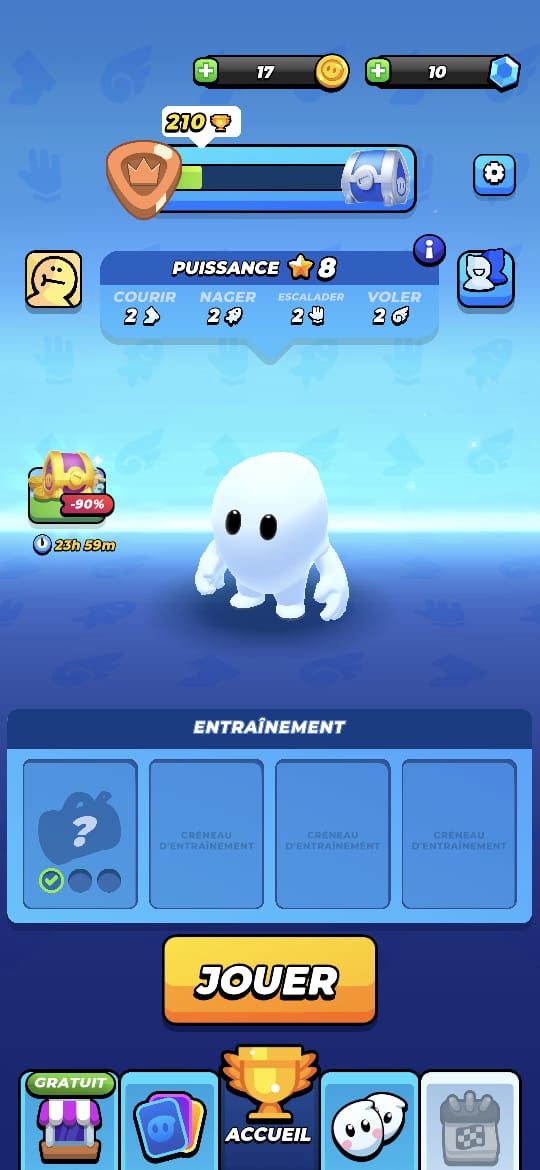 17
10
210
PUISSANCE 8
COURIR NAGER ESCALADER VOLER
2 2 2 2
-90%
23h 59m
ENTRAÎNEMENT
?
CRÉNEAU D'ENTRAÎNEMENT
CRÉNEAU D'ENTRAÎNEMENT
CRÉNEAU D'ENTRAÎNEMENT
JOUER
GRATUIT
ACCUEIL